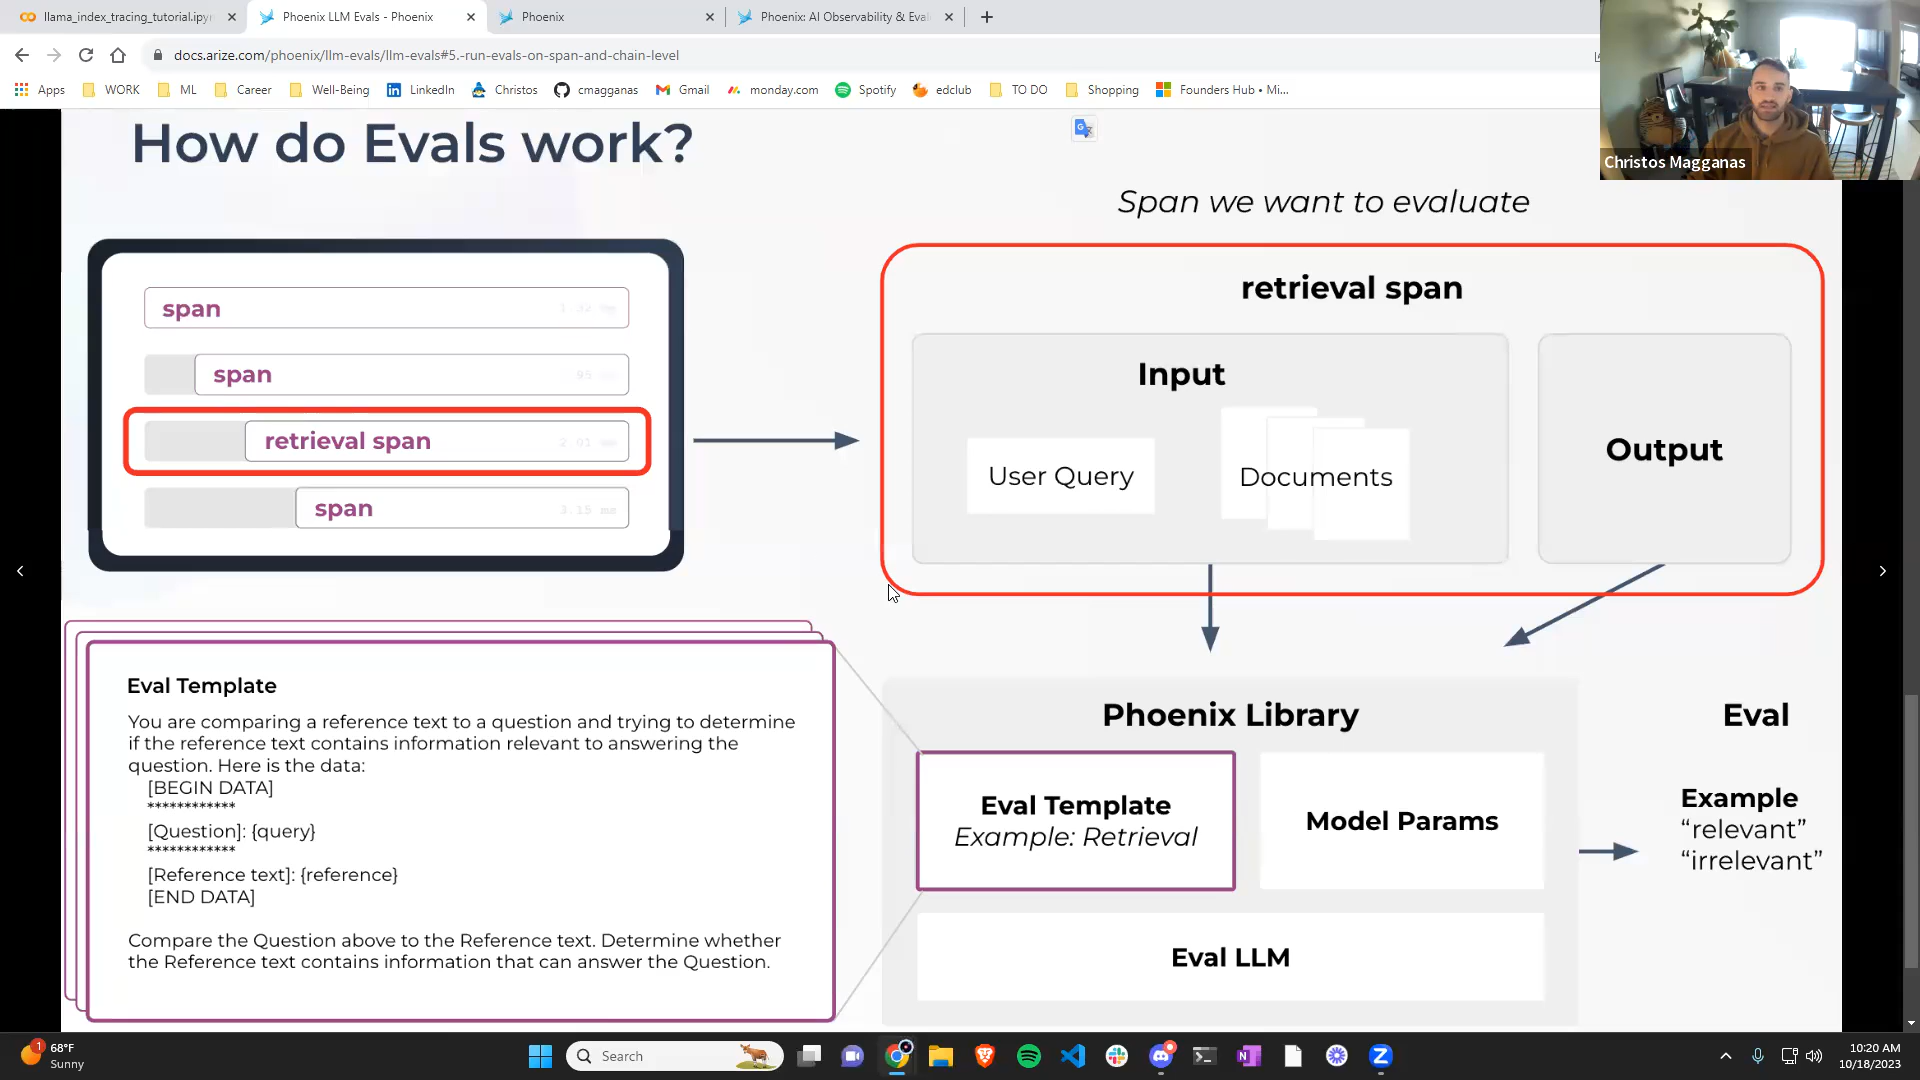 llama_index_tracing_tutorial.ipyn
Phoenix LLM Evals - Phoenix
Phoenix
Phoenix: AI Observability & Eval
docs.arize.com/phoenix/llm-evals/llm-evals#5.-run-evals-on-span-and-chain-level
Apps
WORK
ML
Career
Well-Being
LinkedIn
Christos
cmagganas
Gmail
monday.com
Spotify
edclub
TO DO
Shopping
Founders Hub • Mi...
Christos Magganas
How do Evals work?
Span we want to evaluate
span
span
retrieval span
span
retrieval span
Input
User Query
Documents
Output
Eval Template
You are comparing a reference text to a question and trying to determine
if the reference text contains information relevant to answering the
question. Here is the data:
[BEGIN DATA]
************
[Question]: {query}
************
[Reference text]: {reference}
[END DATA]
Compare the Question above to the Reference text. Determine whether
the Reference text contains information that can answer the Question.
Phoenix Library
Eval Template
Example: Retrieval
Model Params
Eval LLM
Eval
Example
“relevant”
“irrelevant”
1
68°F
Sunny
Search
10:20 AM
10/18/2023